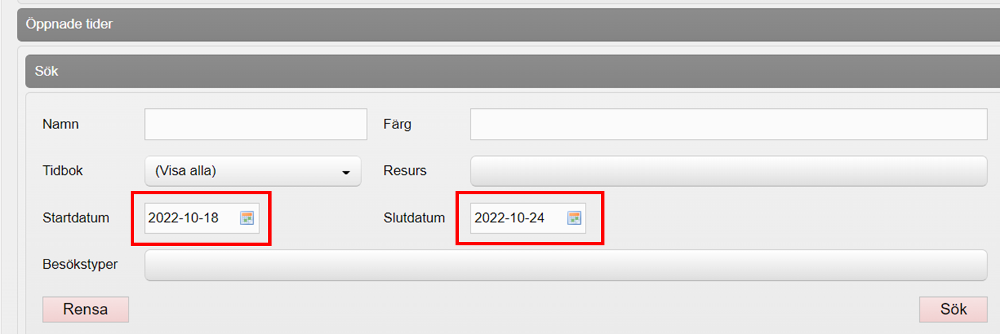 Öppnade tider
Sök
Namn Färg
Tidbok (Visa alla) Resurs
Startdatum 2022-10-18 Slutdatum 2022-10-24
Besökstyper
Rensa Sök